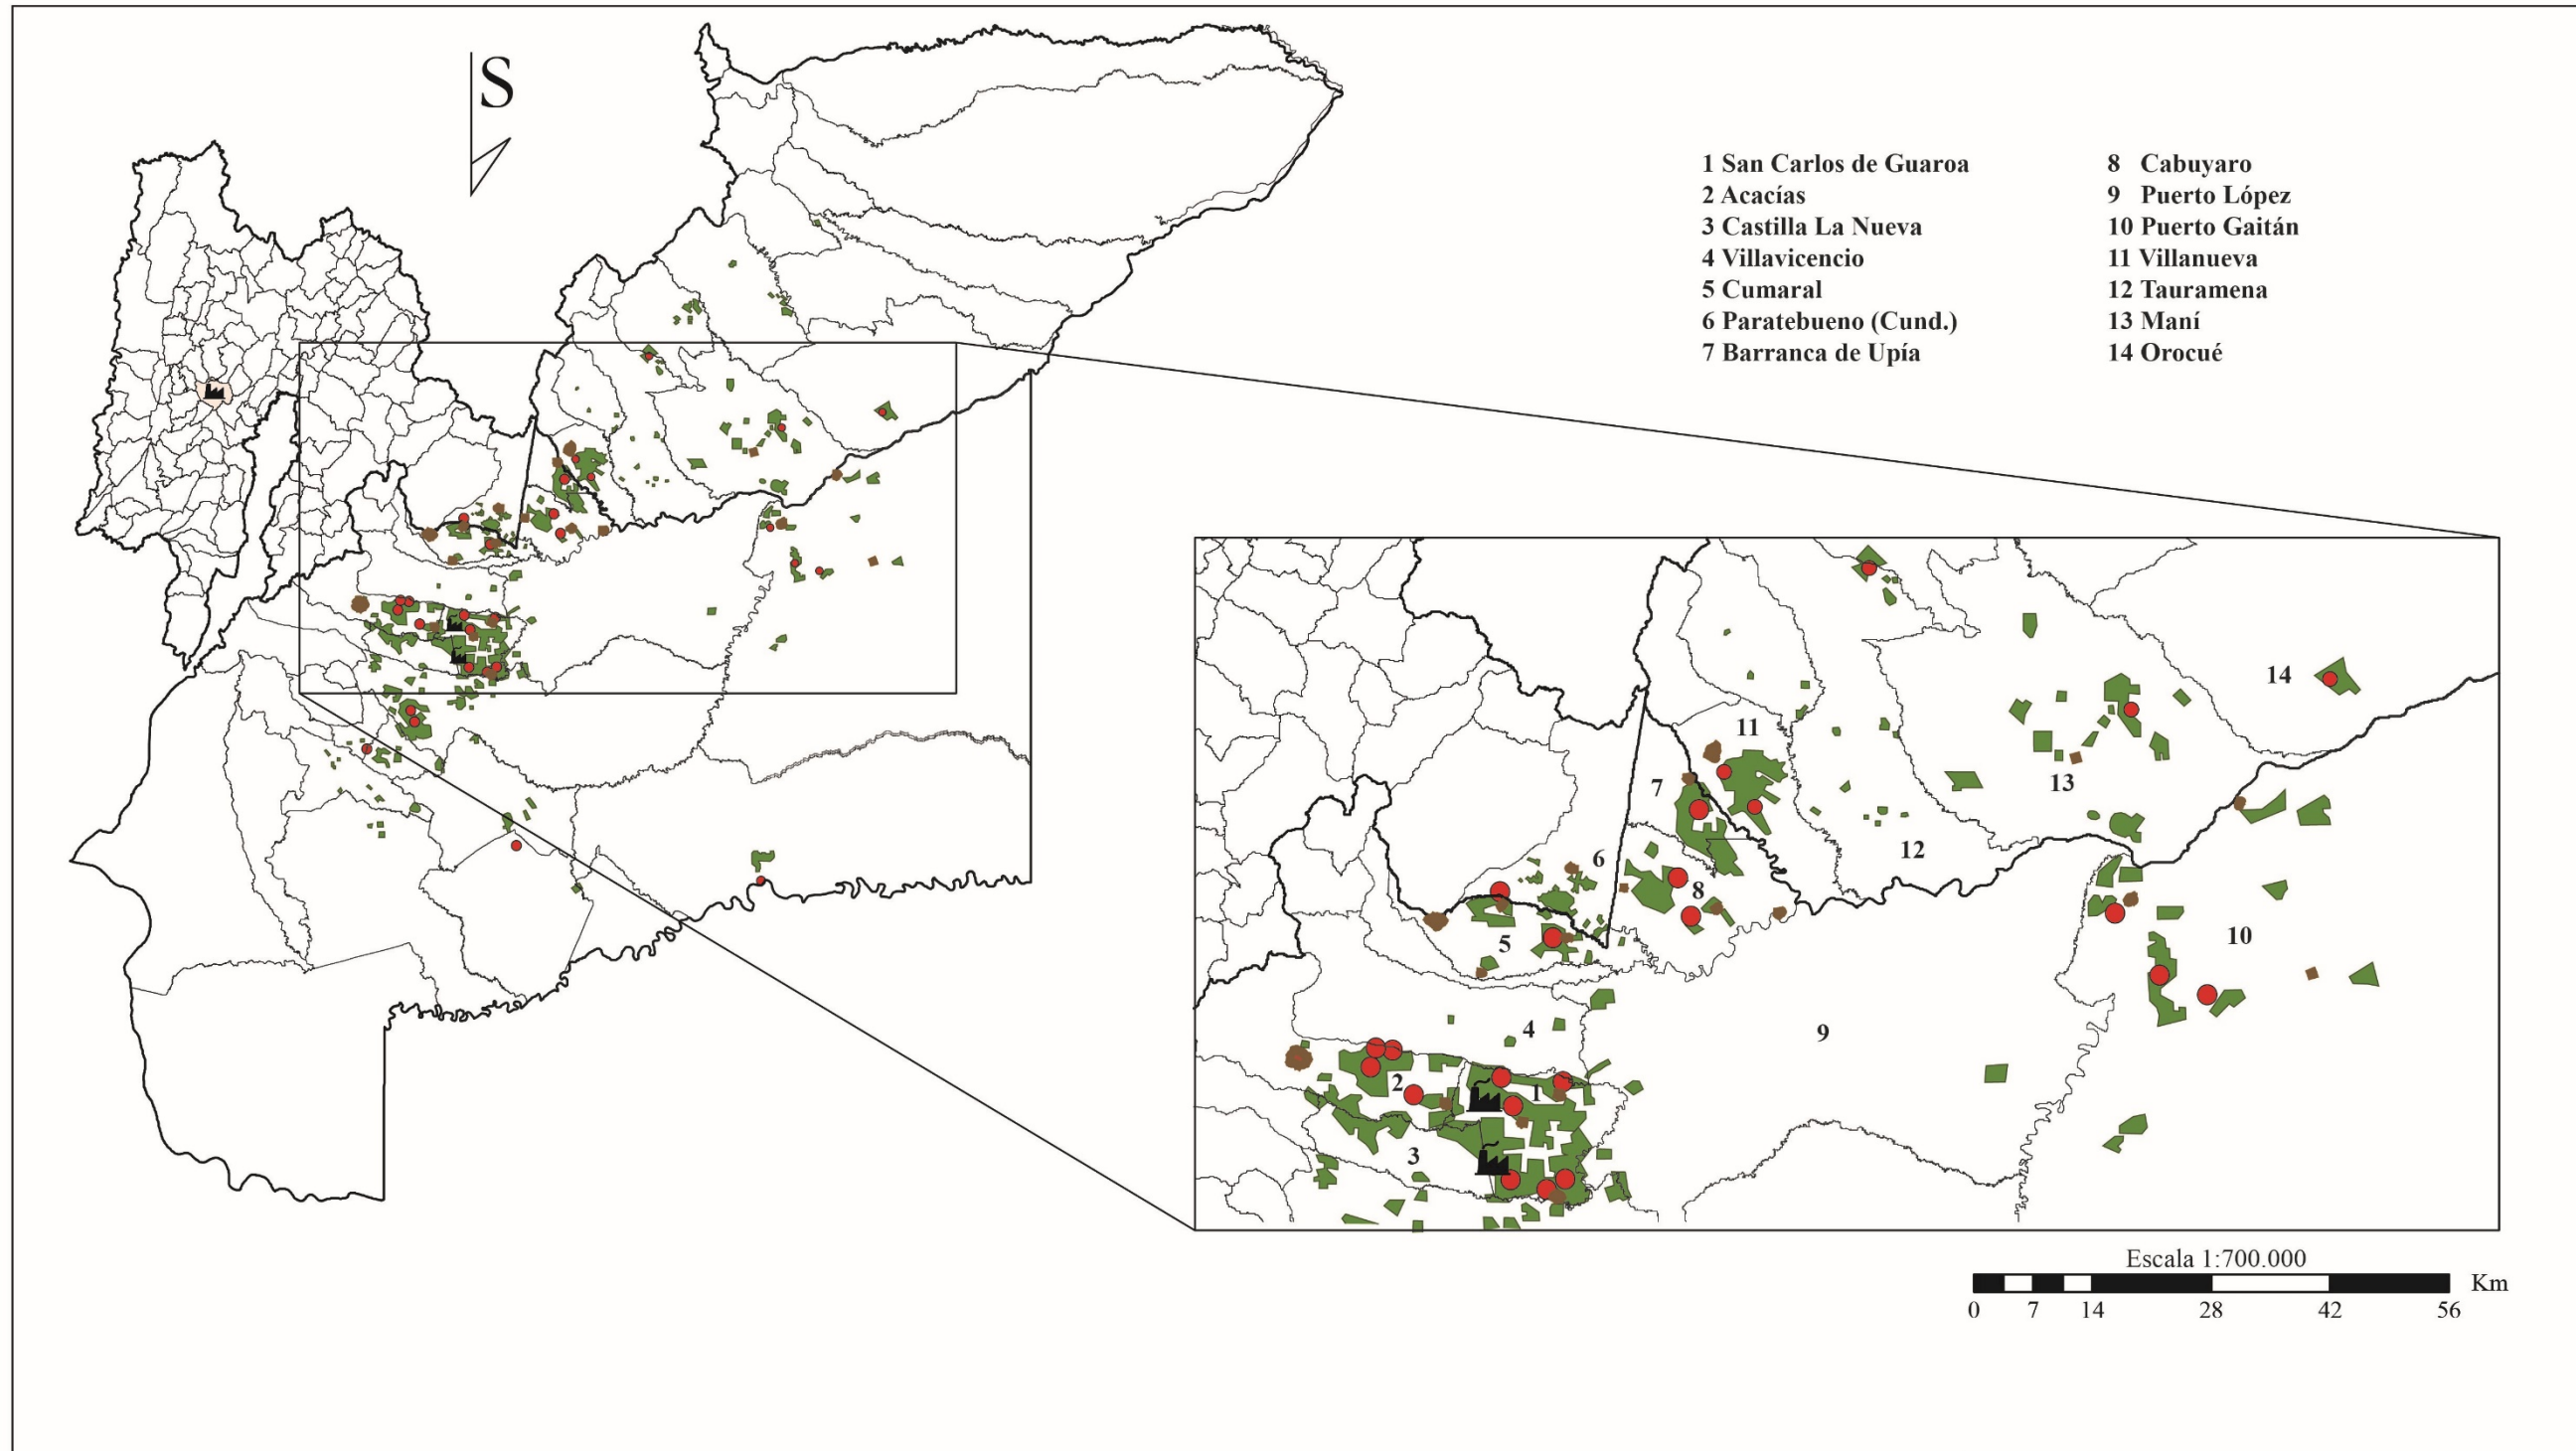 S
1 San Carlos de Guaroa
2 Acacías
3 Castilla La Nueva
4 Villavicencio
5 Cumaral
6 Paratebueno (Cund.)
7 Barranca de Upía
8 Cabuyaro
9 Puerto López
10 Puerto Gaitán
11 Villanueva
12 Tauramena
13 Maní
14 Orocué
14
11
13
7
12
6
8
5
10
4
9
2
1
3
Escala 1:700.000
Km
0 7 14 28 42 56